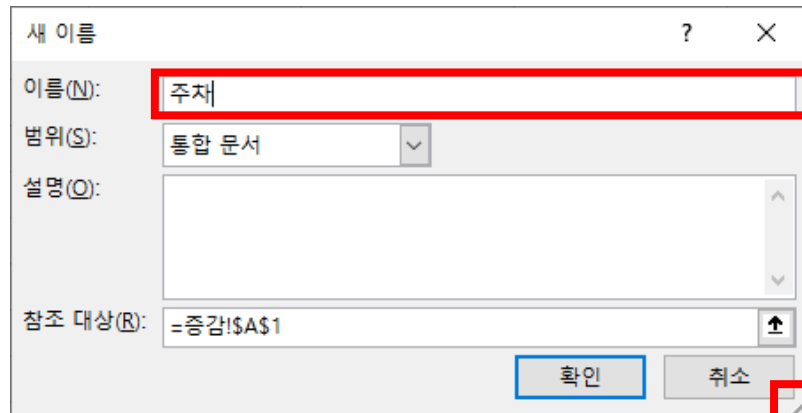 새 이름 ?
이름(N): 주채
범위(S): 통합 문서
설명(O):
참조 대상(R): =증감!$A$1
확인 취소